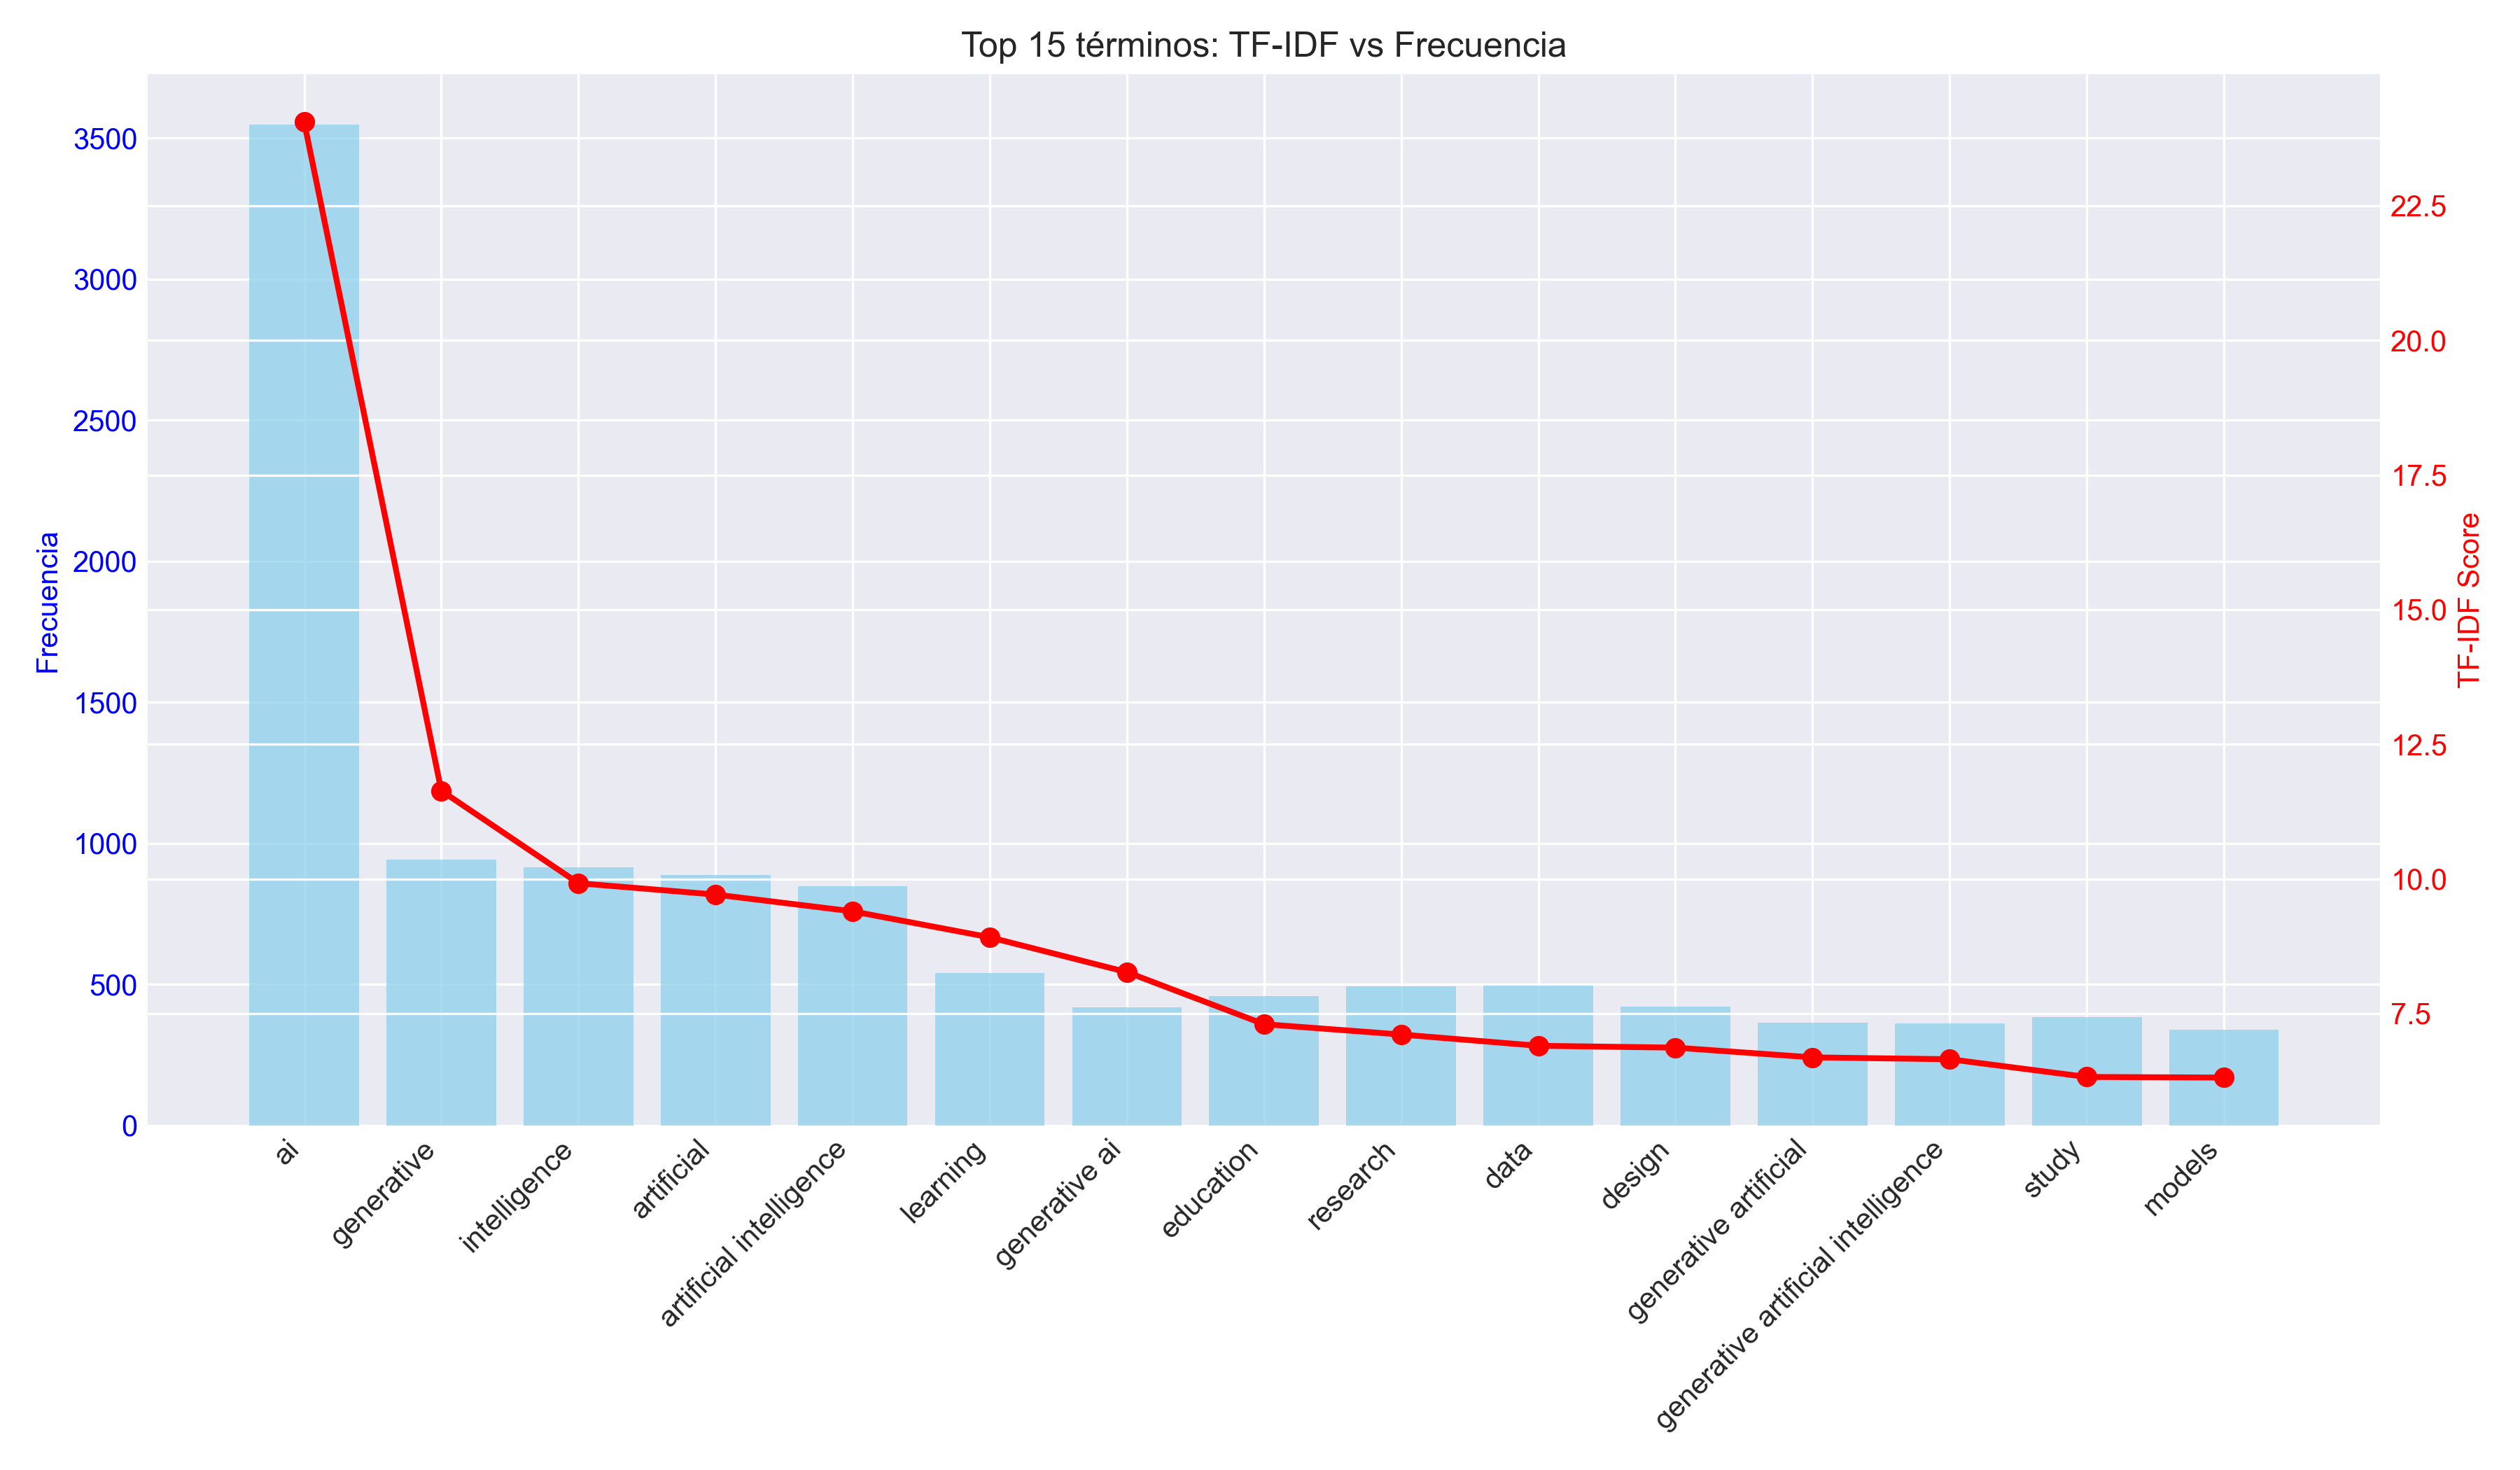 Top 15 términos: TF-IDF vs Frecuencia
Frecuencia
3500
3000
2500
2000
1500
1000
500
0
22.5
20.0
17.5
15.0
12.5
10.0
7.5
TF-IDF Score
ai
generative
intelligence
artificial
artificial intelligence
learning
generative ai
education
research
data
design
generative artificial
generative artificial intelligence
study
models